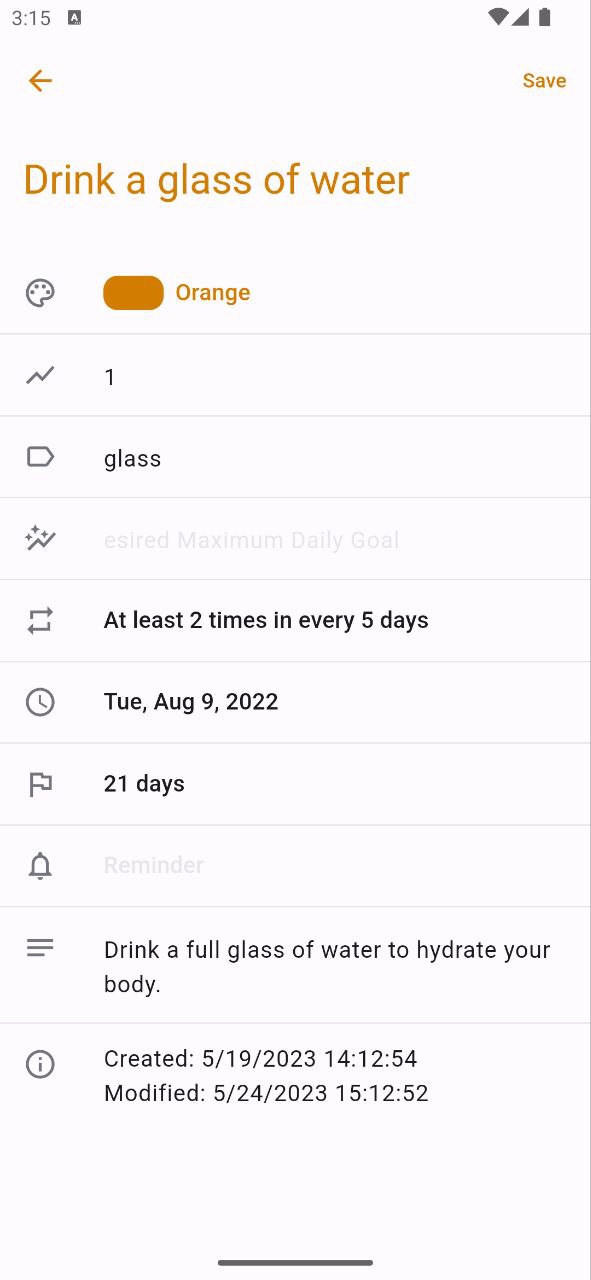 3:15
Save
Drink a glass of water
Orange
1
glass
esired Maximum Daily Goal
At least 2 times in every 5 days
Tue, Aug 9, 2022
21 days
Reminder
Drink a full glass of water to hydrate your
body.
Created: 5/19/2023 14:12:54
Modified: 5/24/2023 15:12:52